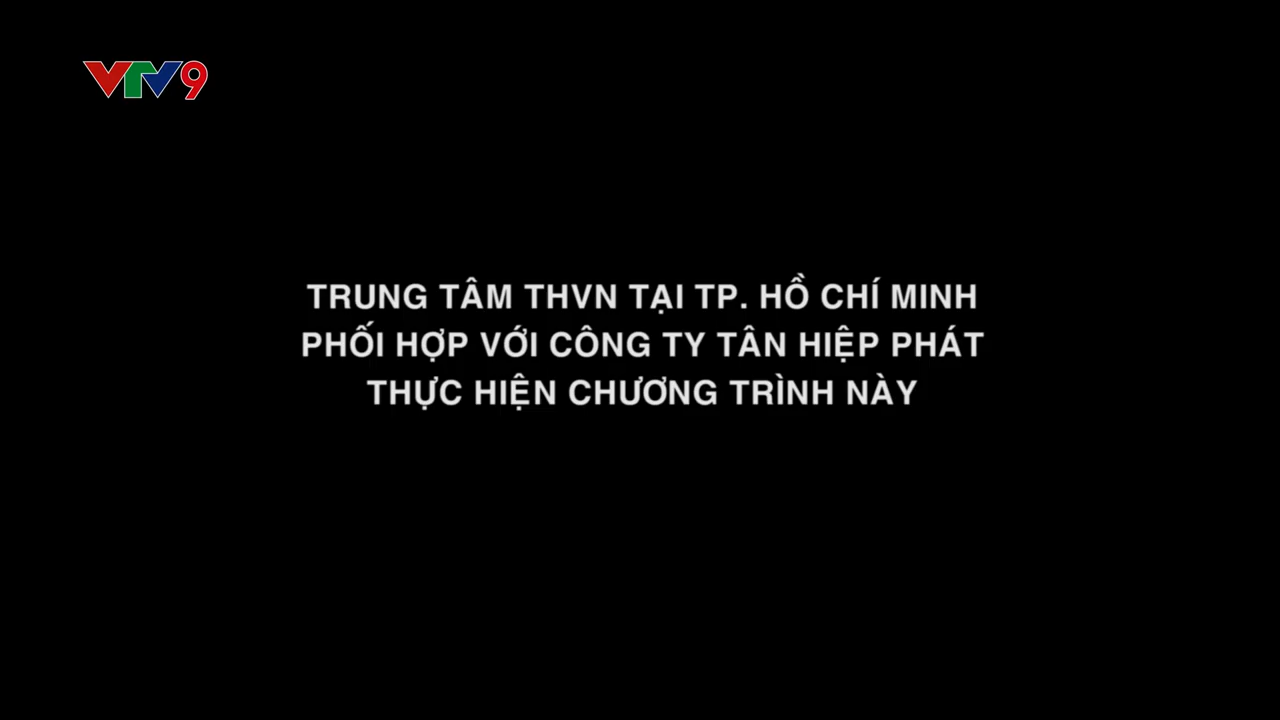 VTV9
TRUNG TÂM THVN TẠI TP. HỒ CHÍ MINH
PHỐI HỢP VỚI CÔNG TY TÂN HIỆP PHÁT
THỰC HIỆN CHƯƠNG TRÌNH NÀY